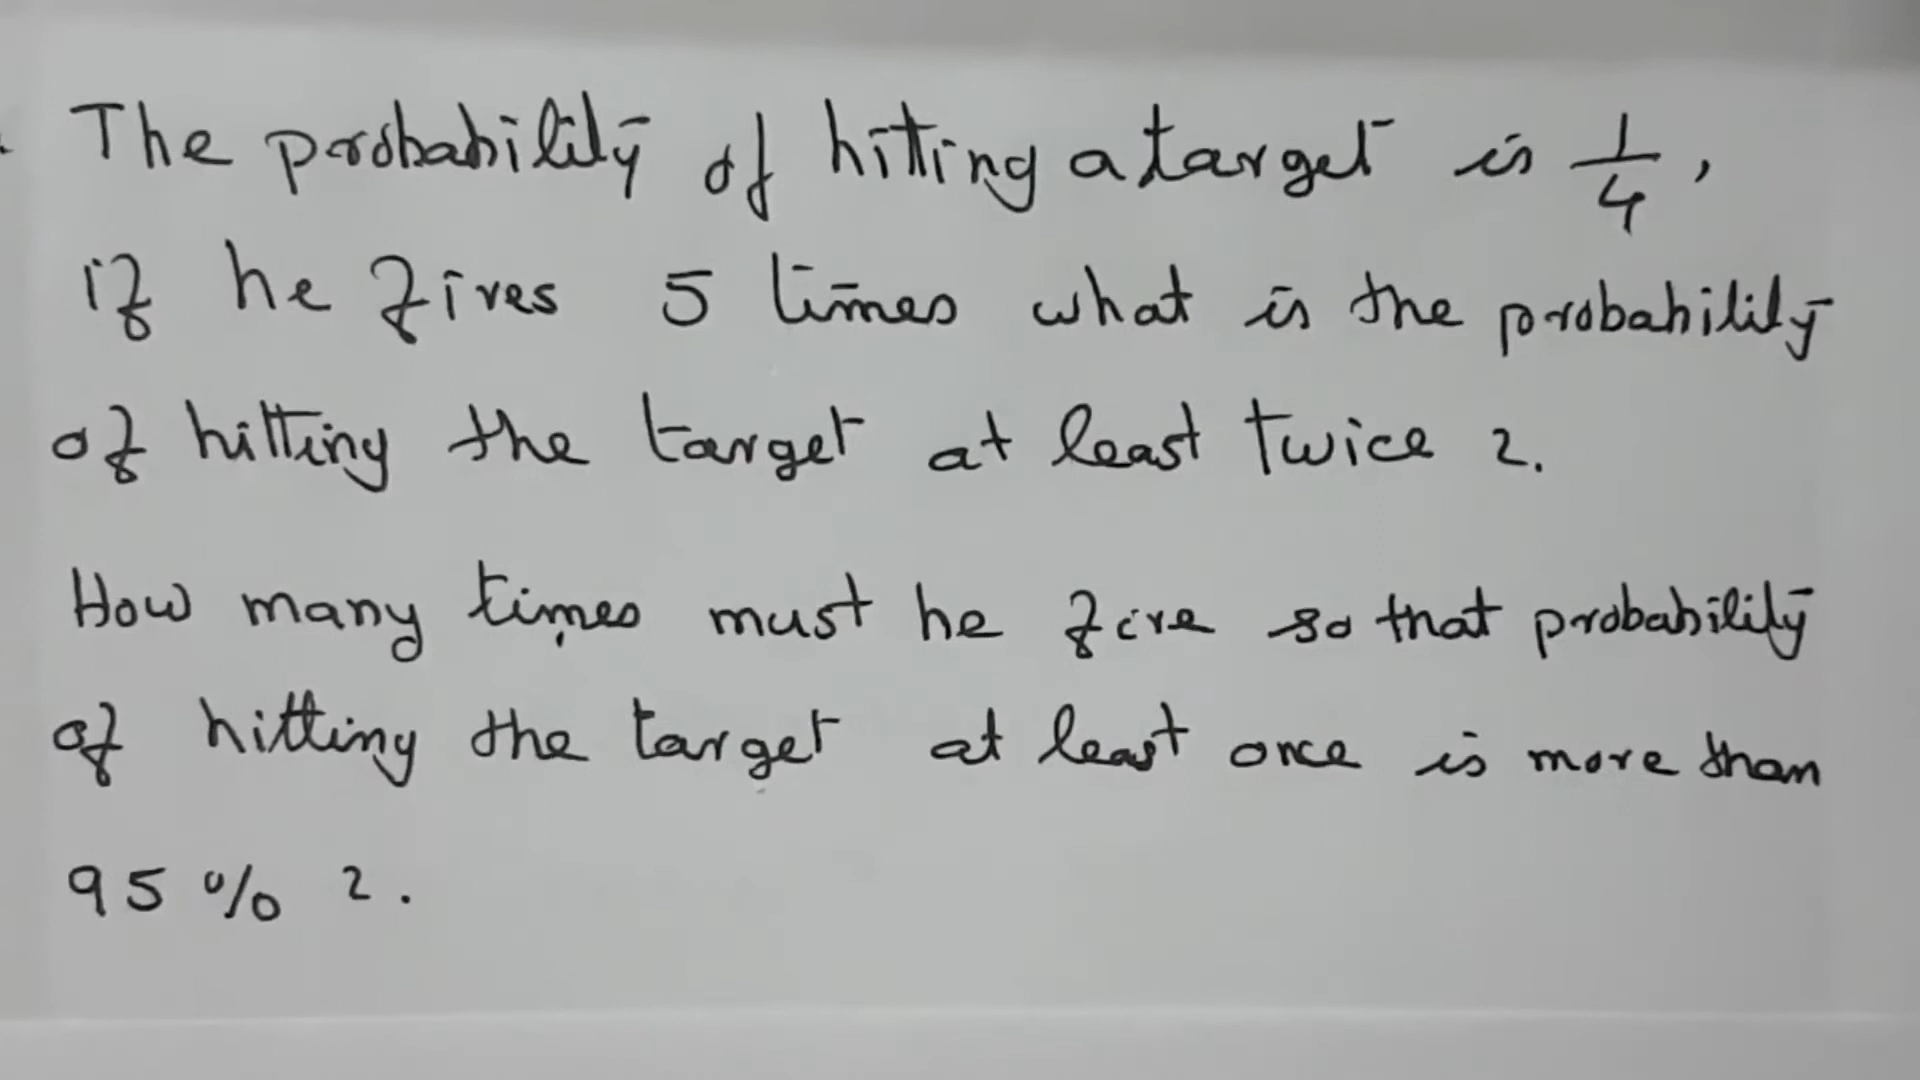 The probability of hitting a target is 1/4,
if he fires 5 times what is the probability
of hitting the target at least twice ?.
How many times must he fire so that probability
of hitting the target at least once is more than
95% ?.